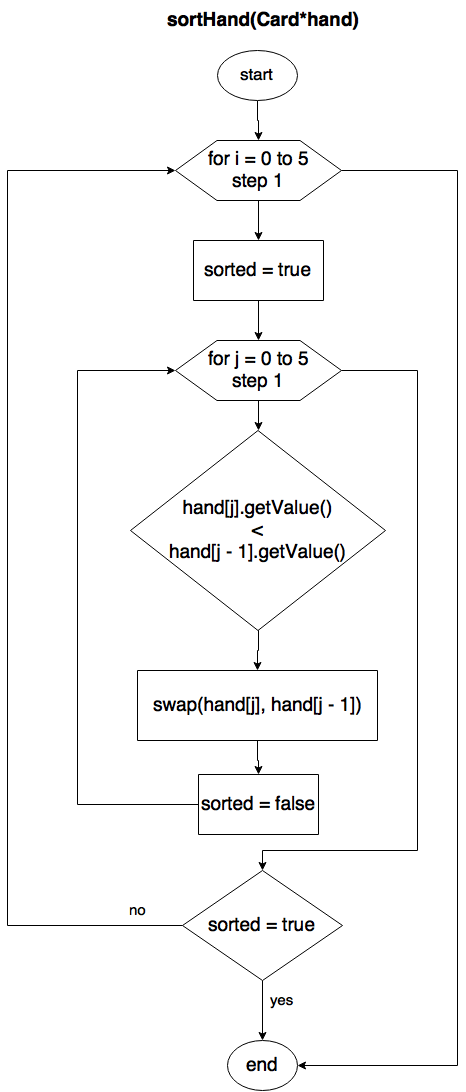 sortHand(Card*hand)
start
for i = 0 to 5
step 1
sorted = true
for j = 0 to 5
step 1
hand[j].getValue()
<
hand[j - 1].getValue()
swap(hand[j], hand[j - 1])
sorted = false
no
sorted = true
yes
end